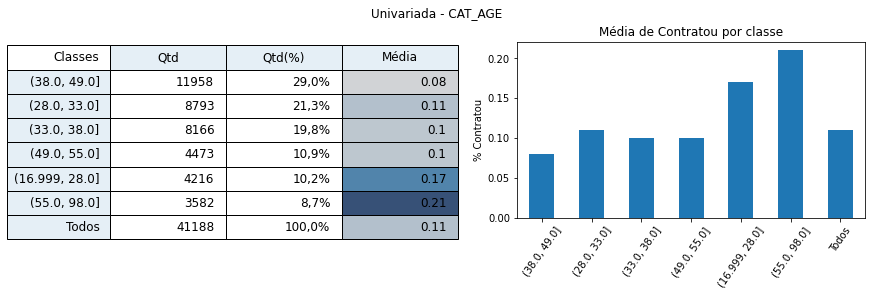 Univariada - CAT_AGE
Classes Qtd Qtd(%) Média
(38.0, 49.0] 11958 29,0% 0.08
(28.0, 33.0] 8793 21,3% 0.11
(33.0, 38.0] 8166 19,8% 0.1
(49.0, 55.0] 4473 10,9% 0.1
(16.999, 28.0] 4216 10,2% 0.17
(55.0, 98.0] 3582 8,7% 0.21
Todos 41188 100,0% 0.11
Média de Contratou por classe
% Contratou
0.20
0.15
0.10
0.05
0.00
(38.0, 49.0]
(28.0, 33.0]
(33.0, 38.0]
(49.0, 55.0]
(16.999, 28.0]
(55.0, 98.0]
Todos